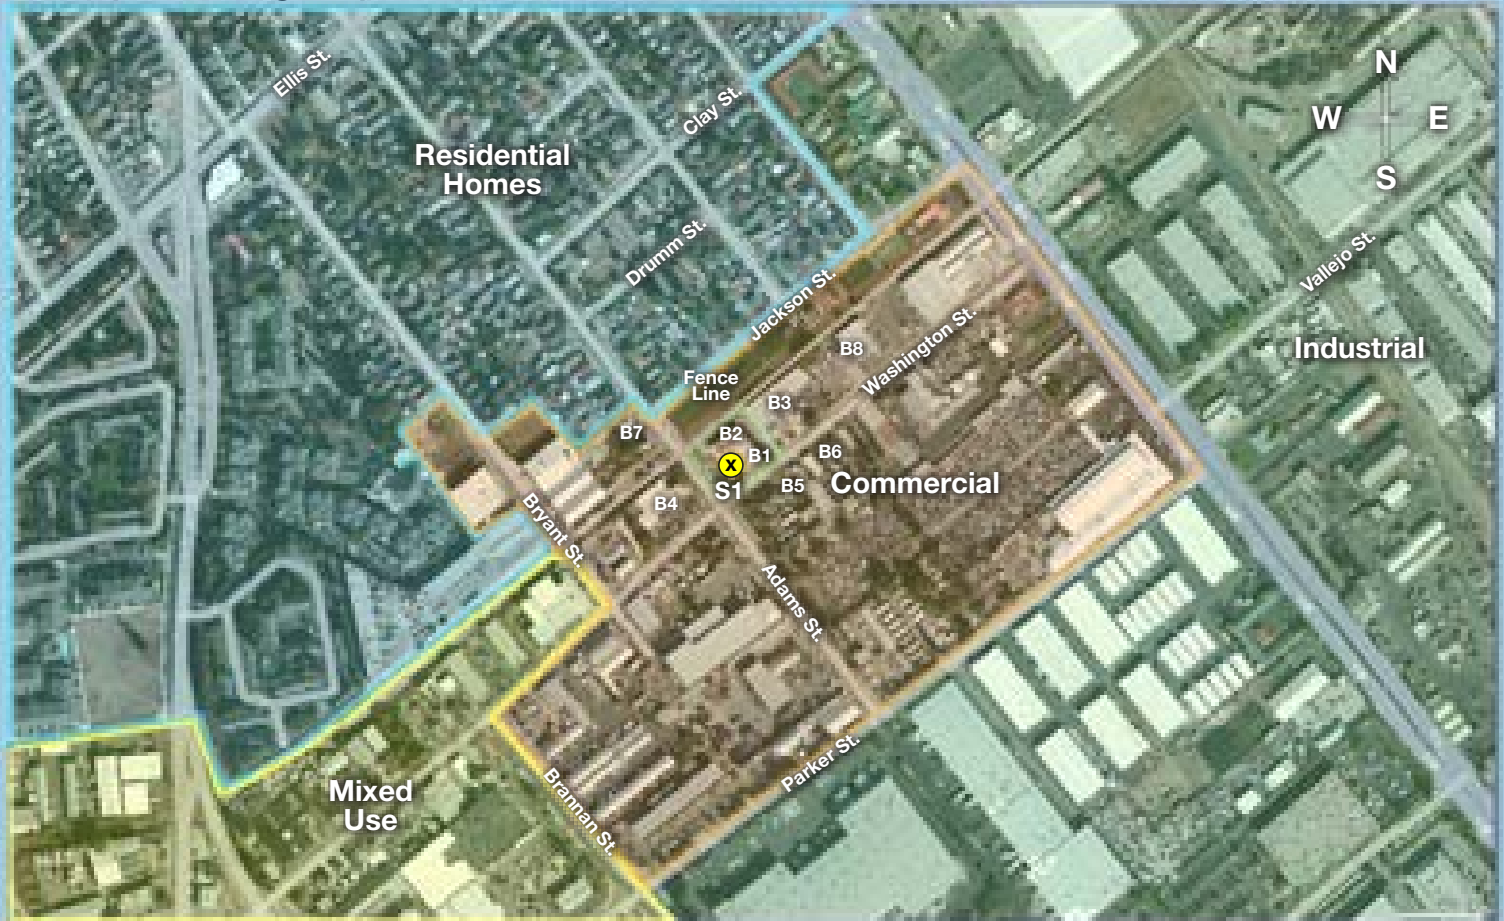 Ellis St.
Clay St.
Residential
Homes
Drumm St.
N
W
E
S
Vallejo St.
Jackson St.
Industrial
Washington St.
B8
Fence
Line
B3
B7
B2
B1
B6
X
S1
B5
Commercial
B4
Bryant St.
Adams St.
Parker St.
Mixed
Use
Brannan St.